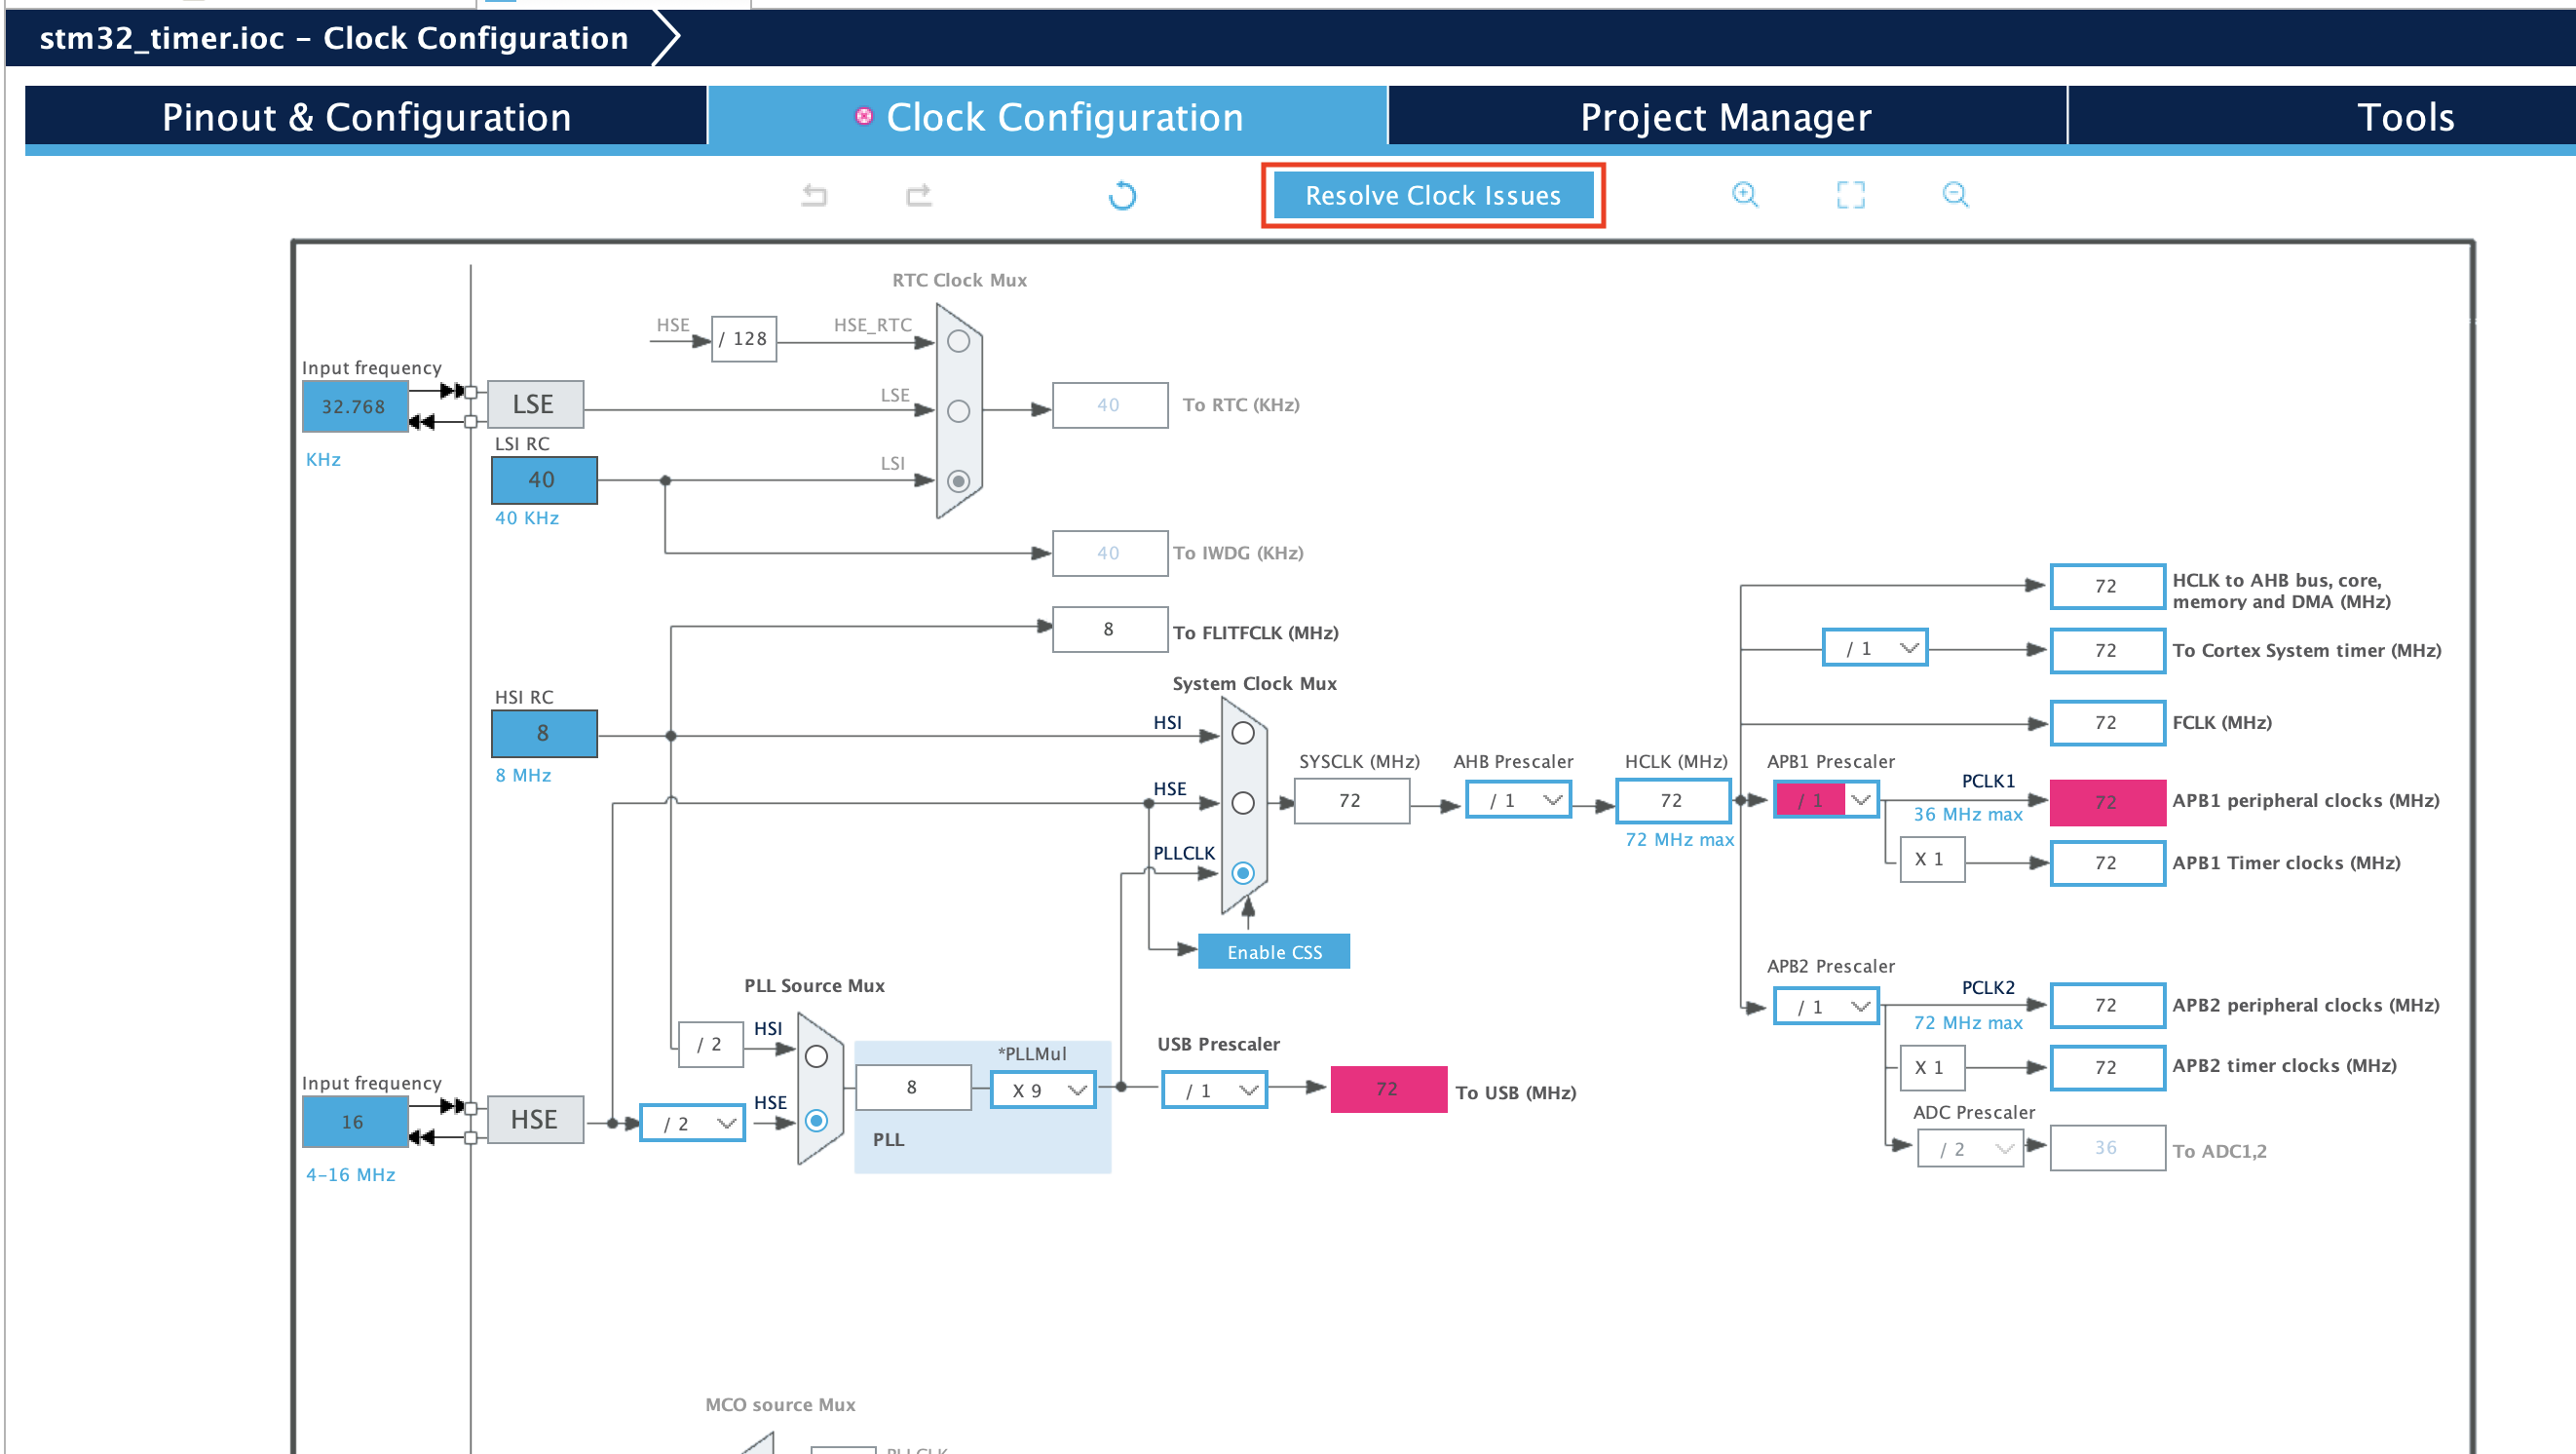 stm32_timer.ioc – Clock Configuration
Pinout & Configuration
Clock Configuration
Project Manager
Tools
Resolve Clock Issues
RTC Clock Mux
HSE
/ 128
HSE_RTC
Input frequency
32.768
LSE
LSE
40
To RTC (KHz)
KHz
LSI RC
LSI
40
40 KHz
40
To IWDG (KHz)
8
To FLITFCLK (MHz)
HSI RC
8
8 MHz
System Clock Mux
HSI
HSE
PLLCLK
SYSCLK (MHz)
72
AHB Prescaler
/ 1
HCLK (MHz)
72
72 MHz max
72
HCLK to AHB bus, core,
memory and DMA (MHz)
/ 1
72
To Cortex System timer (MHz)
72
FCLK (MHz)
APB1 Prescaler
/ 1
PCLK1
36 MHz max
72
APB1 peripheral clocks (MHz)
X 1
72
APB1 Timer clocks (MHz)
Enable CSS
APB2 Prescaler
/ 1
PCLK2
72 MHz max
72
APB2 peripheral clocks (MHz)
X 1
72
APB2 timer clocks (MHz)
ADC Prescaler
/ 2
36
To ADC1,2
PLL Source Mux
/ 2
HSI
Input frequency
16
4–16 MHz
HSE
/ 2
HSE
8
*PLLMul
X 9
PLL
USB Prescaler
/ 1
72
To USB (MHz)
MCO source Mux
PLLCLK